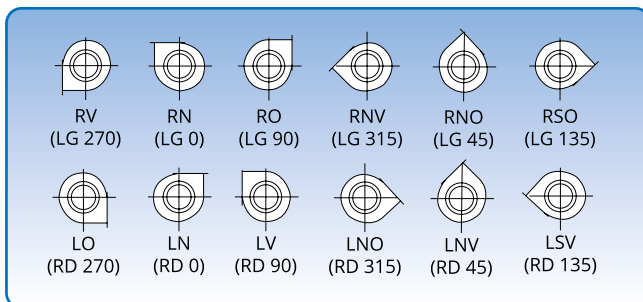 RV RN RO RNV RNO RSO
(LG 270) (LG 0) (LG 90) (LG 315) (LG 45) (LG 135)
LO LN LV LNO LNV LSV
(RD 270) (RD 0) (RD 90) (RD 315) (RD 45) (RD 135)